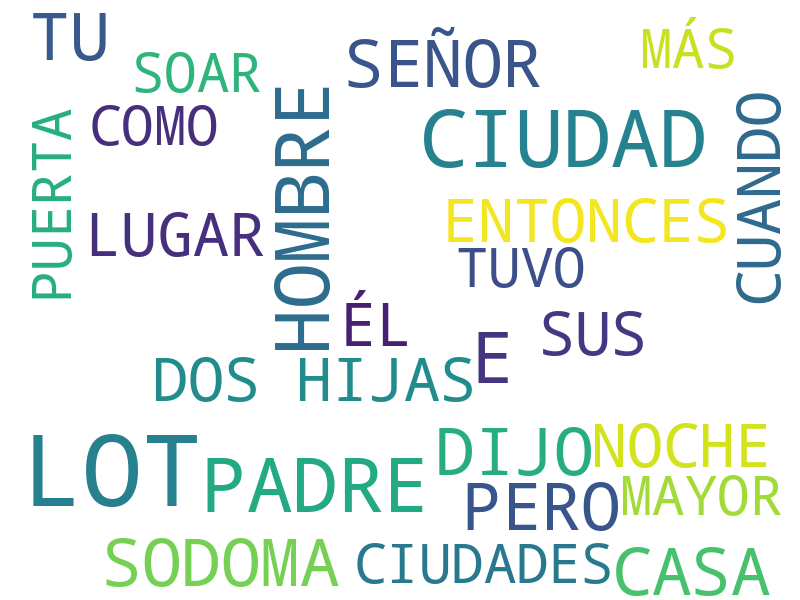 TU
SOAR
SEÑOR
MÁS
COMO
PUERTA
HOMBRE
CIUDAD
CUANDO
LUGAR
ENTONCES
TUVO
ÉL
SUS
E
DOS HIJAS
LOT
PADRE
DIJO
NOCHE
PERO
MAYOR
SODOMA
CIUDADES
CASA